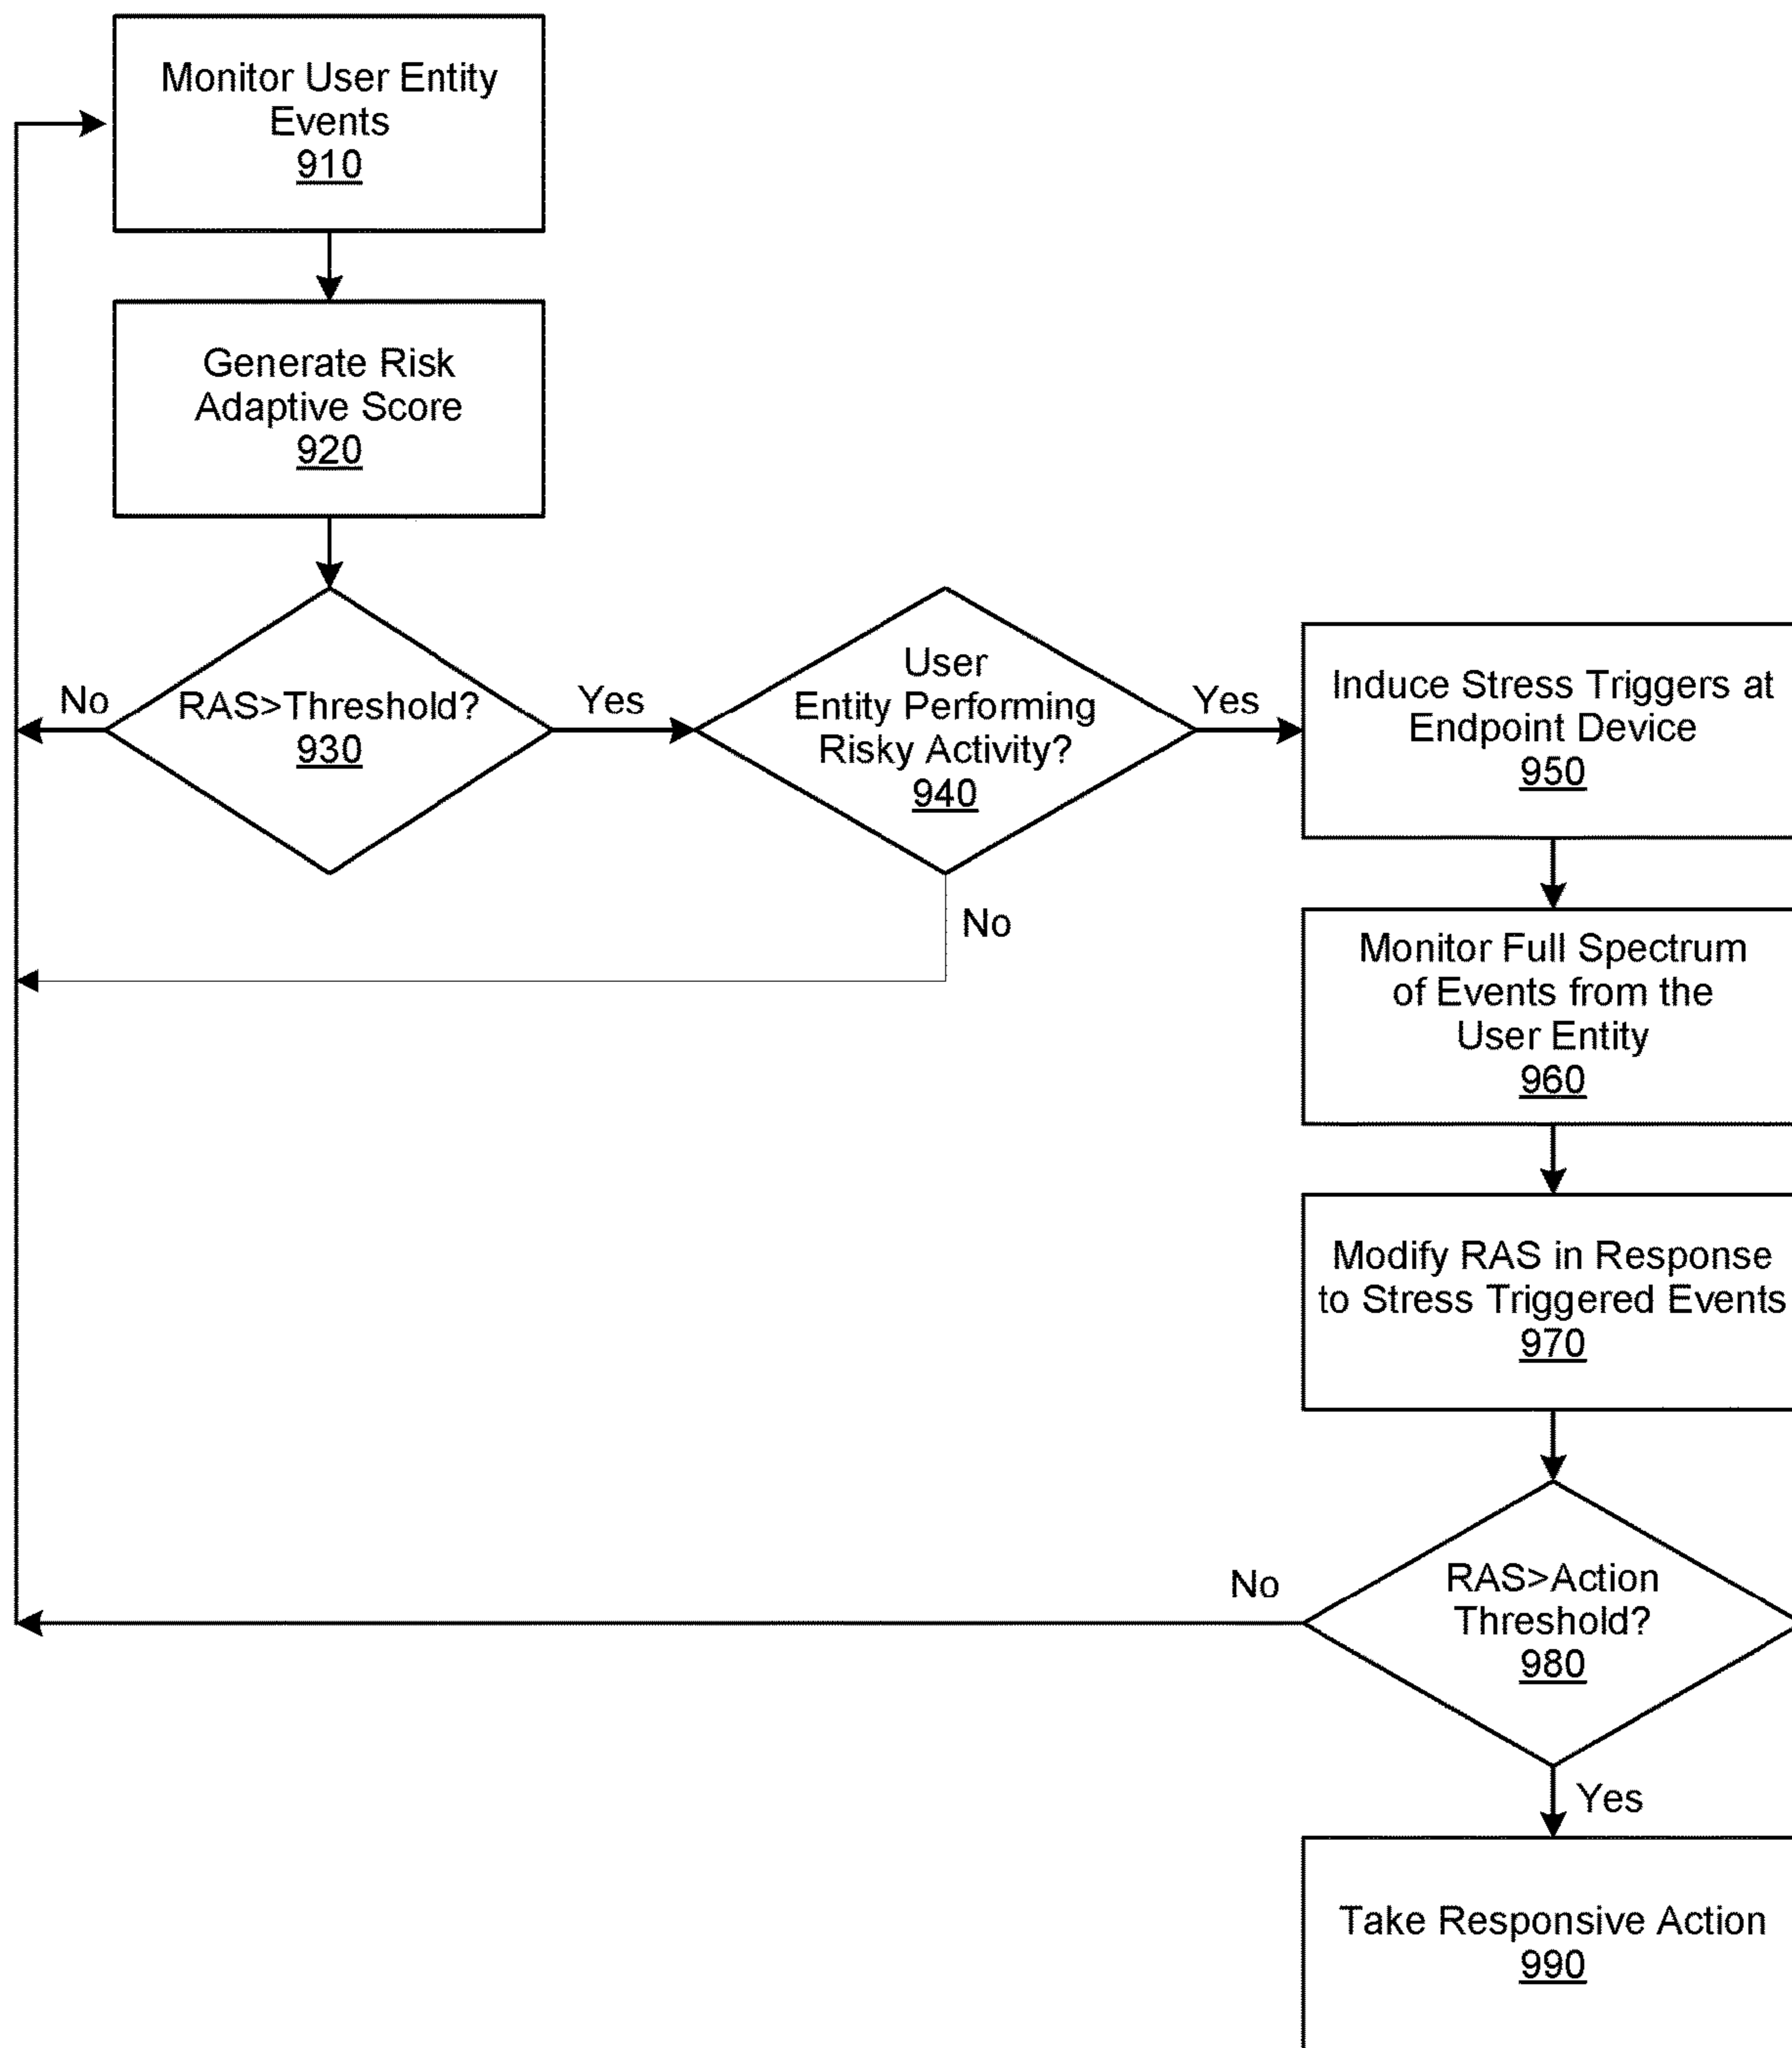 Monitor User Entity
Events
910
Generate Risk
Adaptive Score
920
No
RAS>Threshold?
930
Yes
User
Entity Performing
Risky Activity?
940
Yes
No
Induce Stress Triggers at
Endpoint Device
950
Monitor Full Spectrum
of Events from the
User Entity
960
Modify RAS in Response
to Stress Triggered Events
970
No
RAS>Action
Threshold?
980
Yes
Take Responsive Action
990